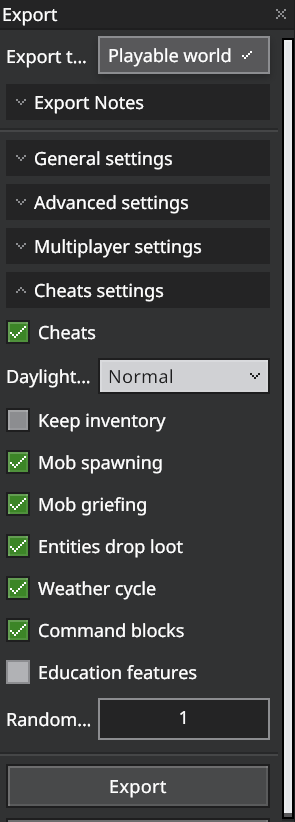 Export
Export t...
Playable world
Export Notes
General settings
Advanced settings
Multiplayer settings
Cheats settings
Cheats
Daylight...
Normal
Keep inventory
Mob spawning
Mob griefing
Entities drop loot
Weather cycle
Command blocks
Education features
Random...
1
Export